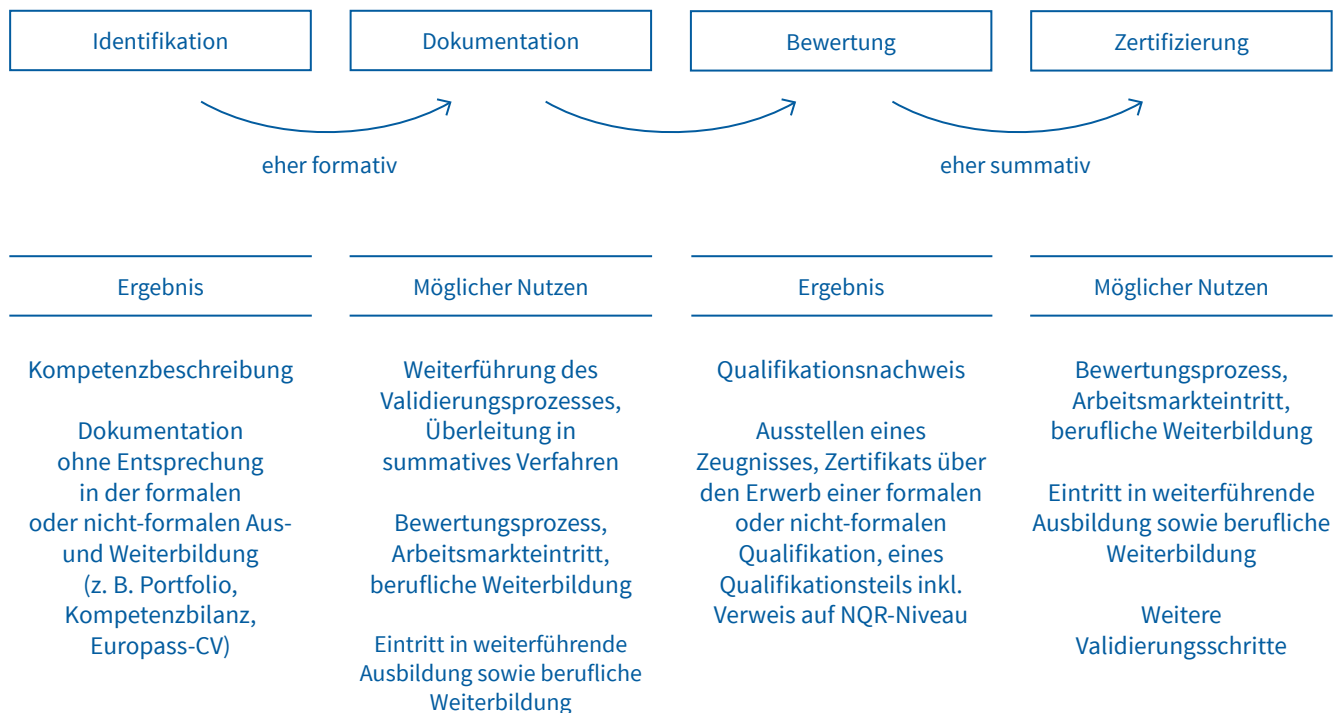 Identifikation
Dokumentation
Bewertung
Zertifizierung
eher formativ
eher summativ
Ergebnis
Möglicher Nutzen
Ergebnis
Möglicher Nutzen
Kompetenzbeschreibung
Dokumentation
ohne Entsprechung
in der formalen
oder nicht-formalen Aus-
und Weiterbildung
(z. B. Portfolio,
Kompetenzbilanz,
Europass-CV)
Weiterführung des
Validierungsprozesses,
Überleitung in
summatives Verfahren
Bewertungsprozess,
Arbeitsmarkteintritt,
berufliche Weiterbildung
Eintritt in weiterführende
Ausbildung sowie berufliche
Weiterbildung
Qualifikationsnachweis
Ausstellen eines
Zeugnisses, Zertifikats über
den Erwerb einer formalen
oder nicht-formalen
Qualifikation, eines
Qualifikationsteils inkl.
Verweis auf NQR-Niveau
Bewertungsprozess,
Arbeitsmarkteintritt,
berufliche Weiterbildung
Eintritt in weiterführende
Ausbildung sowie berufliche
Weiterbildung
Weitere
Validierungsschritte